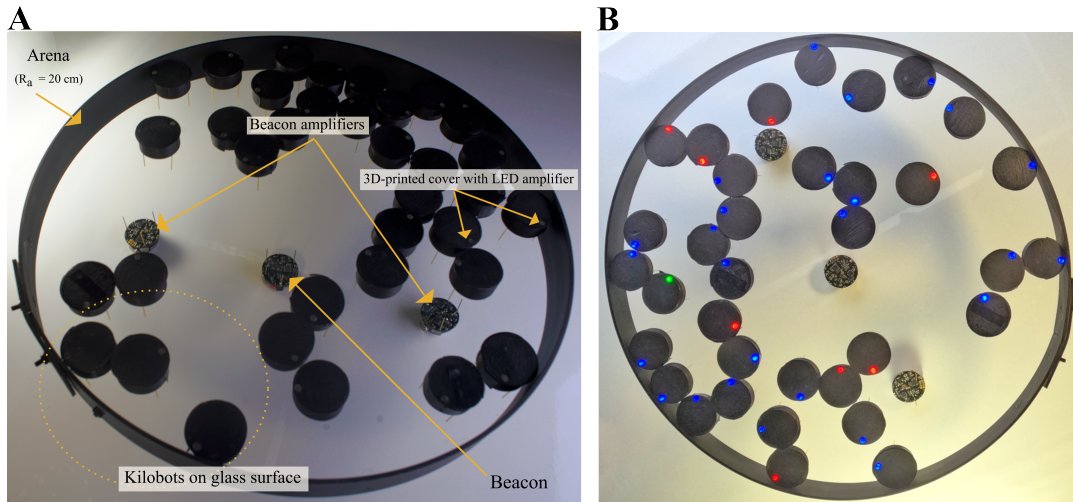 A
B
Arena
(Ra = 20 cm)
Beacon amplifiers
3D-printed cover with LED amplifier
Kilobots on glass surface
Beacon